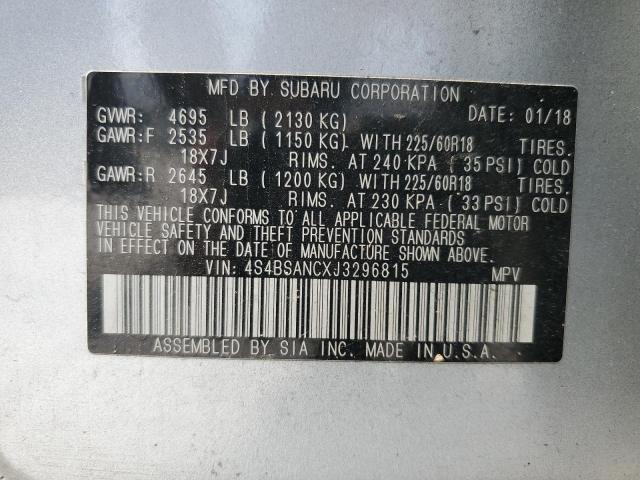 MFD BY SUBARU CORPORATION
GVWR: 4695 LB ( 2130 KG) DATE: 01/18
GAWR:F 2535 LB ( 1150 KG) WITH 225/60R18 TIRES.
18X7J RIMS. AT 240 KPA ( 35 PSI) COLD
GAWR:R 2645 LB ( 1200 KG) WITH 225/60R18 TIRES.
18X7J RIMS. AT 230 KPA ( 33 PSI) COLD
THIS VEHICLE CONFORMS TO ALL APPLICABLE FEDERAL MOTOR
VEHICLE SAFETY AND THEFT PREVENTION STANDARDS
IN EFFECT ON THE DATE OF MANUFACTURE SHOWN ABOVE.
VIN: 4S4BSANCXJ3296815 MPV
ASSEMBLED BY SIA INC. MADE IN U.S.A.